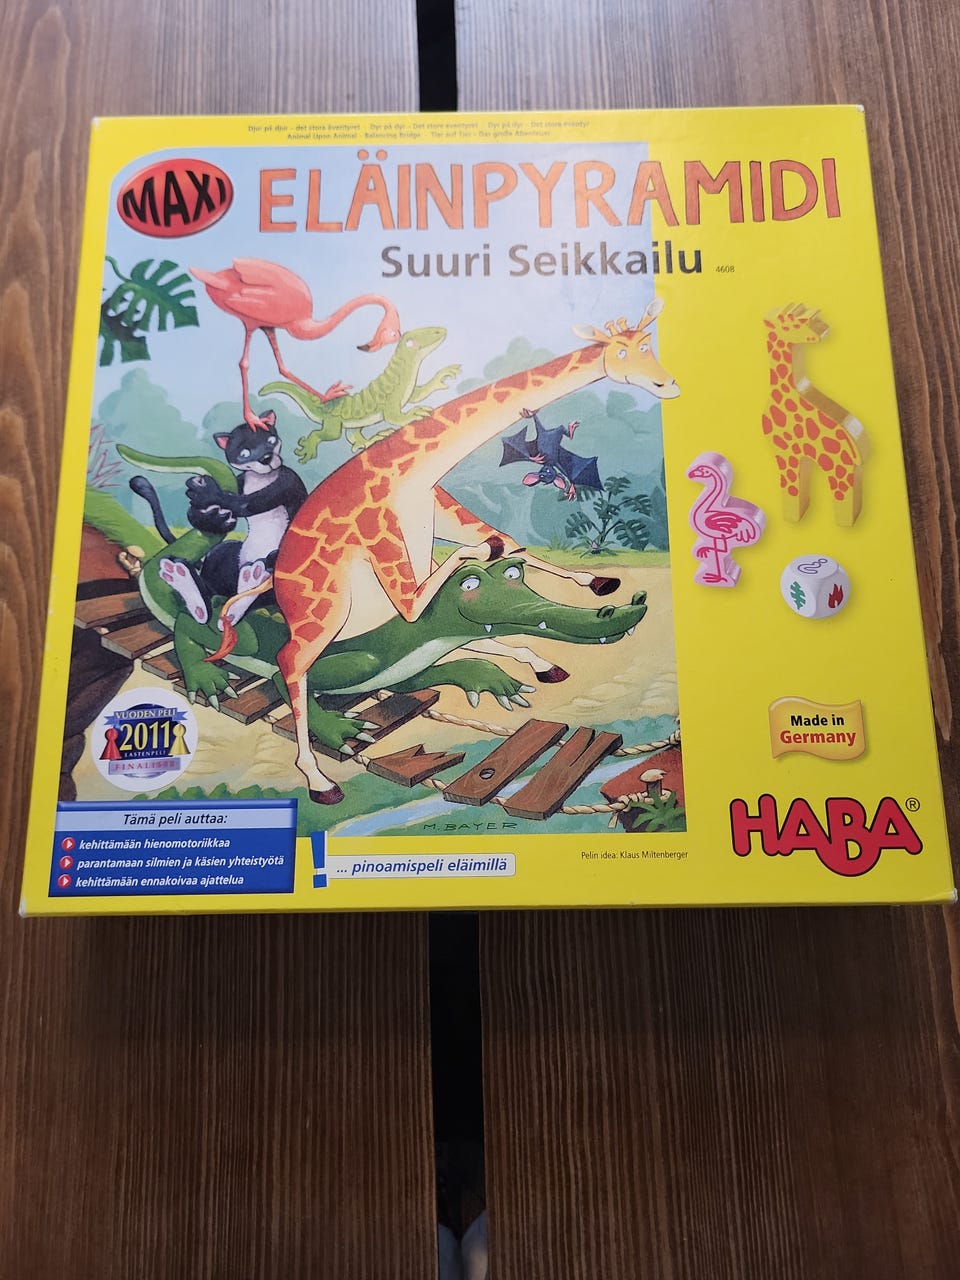 Djur på djur – det stora äventyret · Dyr på dyr – Det store eventyret · Dyr på dyr – Det store eventyr
Animal Upon Animal – Balancing Bridge · Tier auf Tier – Das große Abenteuer
MAXI
ELÄINPYRAMIDI
Suuri Seikkailu 4608
VUODEN PELI
2011
LASTENPELI
FINALISTI
Made in
Germany
HABA®
Tämä peli auttaa:
kehittämään hienomotoriikkaa
parantamaan silmien ja käsien yhteistyötä
kehittämään ennakoivaa ajattelua
! ... pinoamispeli eläimillä
M. BAYER
Pelin idea: Klaus Miltenberger